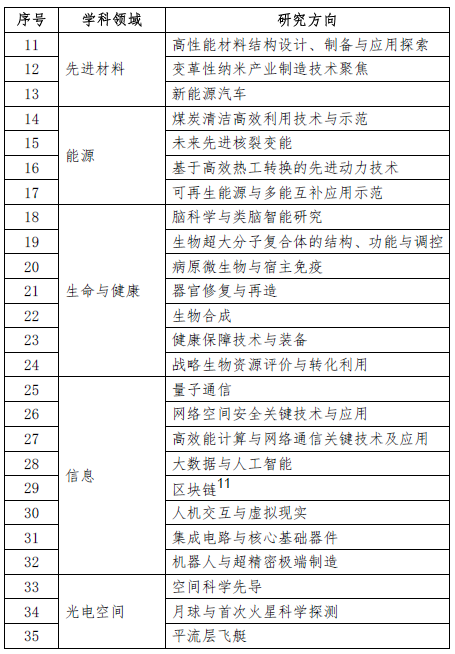 序号 学科领域 研究方向
11 高性能材料结构设计、制备与应用探索
12 先进材料 变革性纳米产业制造技术聚焦
13 新能源汽车
14 煤炭清洁高效利用技术与示范
15 未来先进核裂变能
能源
16 基于高效热工转换的先进动力技术
17 可再生能源与多能互补应用示范
18 脑科学与类脑智能研究
19 生物超大分子复合体的结构、功能与调控
20 病原微生物与宿主免疫
21 生命与健康 器官修复与再造
22 生物合成
23 健康保障技术与装备
24 战略生物资源评价与转化利用
25 量子通信
26 网络空间安全关键技术与应用
27 高效能计算与网络通信关键技术及应用
28 大数据与人工智能
信息
29 区块链11
30 人机交互与虚拟现实
31 集成电路与核心基础器件
32 机器人与超精密极端制造
33 空间科学先导
34 光电空间 月球与首次火星科学探测
35 平流层飞艇